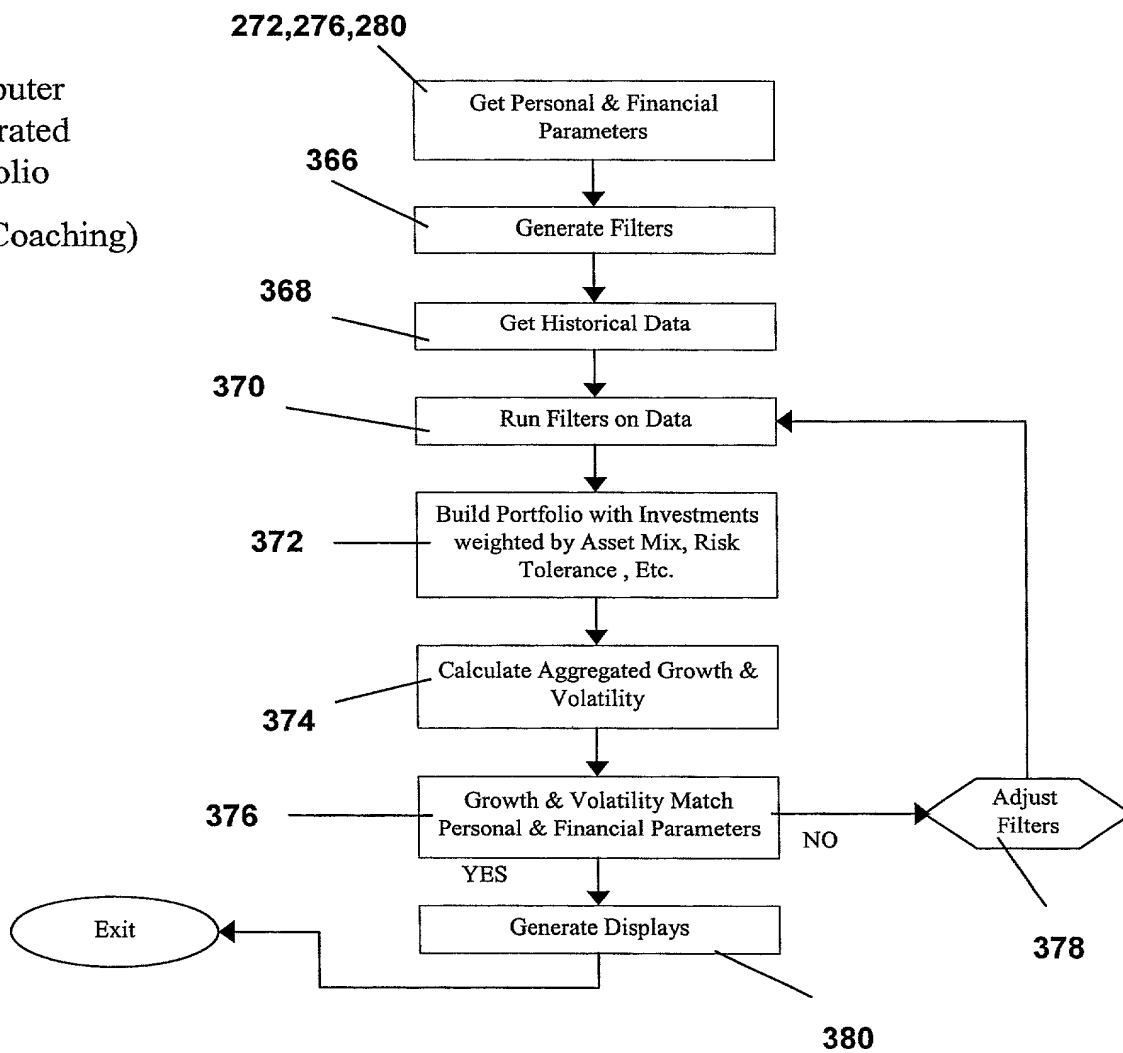 272,276,280
puter
rated
olio
Coaching)
Get Personal & Financial
Parameters
366
Generate Filters
368
Get Historical Data
370
Run Filters on Data
372
Build Portfolio with Investments
weighted by Asset Mix, Risk
Tolerance , Etc.
374
Calculate Aggregated Growth &
Volatility
376
Growth & Volatility Match
Personal & Financial Parameters
NO
Adjust
Filters
378
YES
Generate Displays
380
Exit